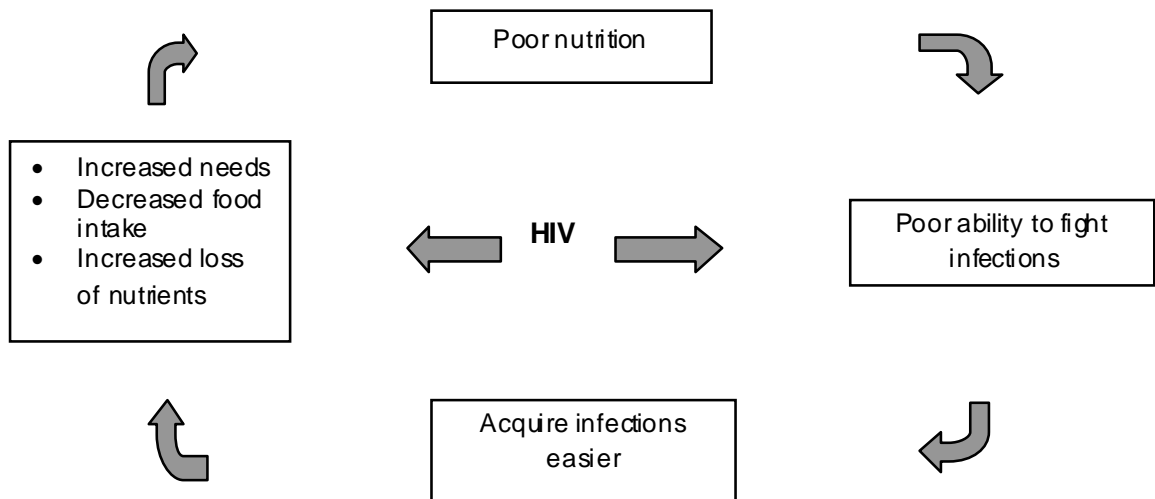 Poor nutrition
• Increased needs
• Decreased food
intake
• Increased loss
of nutrients
HIV
Poor ability to fight
infections
Acquire infections
easier